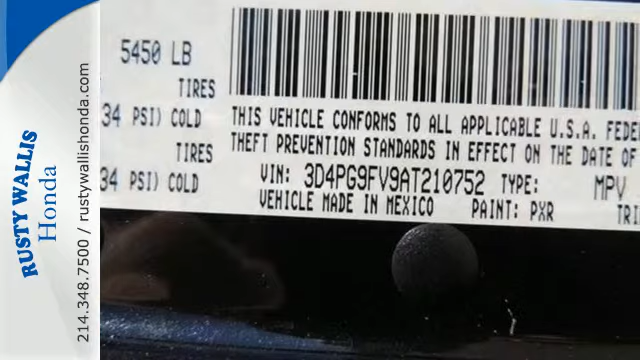 5450 LB
TIRES
34 PSI) COLD
TIRES
34 PSI) COLD
THIS VEHICLE CONFORMS TO ALL APPLICABLE U.S.A.
THEFT PREVENTION STANDARDS IN EFFECT ON THE DATE OF
VIN: 3D4PG9FV9AT210752 TYPE: MPV
VEHICLE MADE IN MEXICO PAINT: PXR
RUSTY WALLIS
Honda
214.348.7500 / rustywallishonda.com